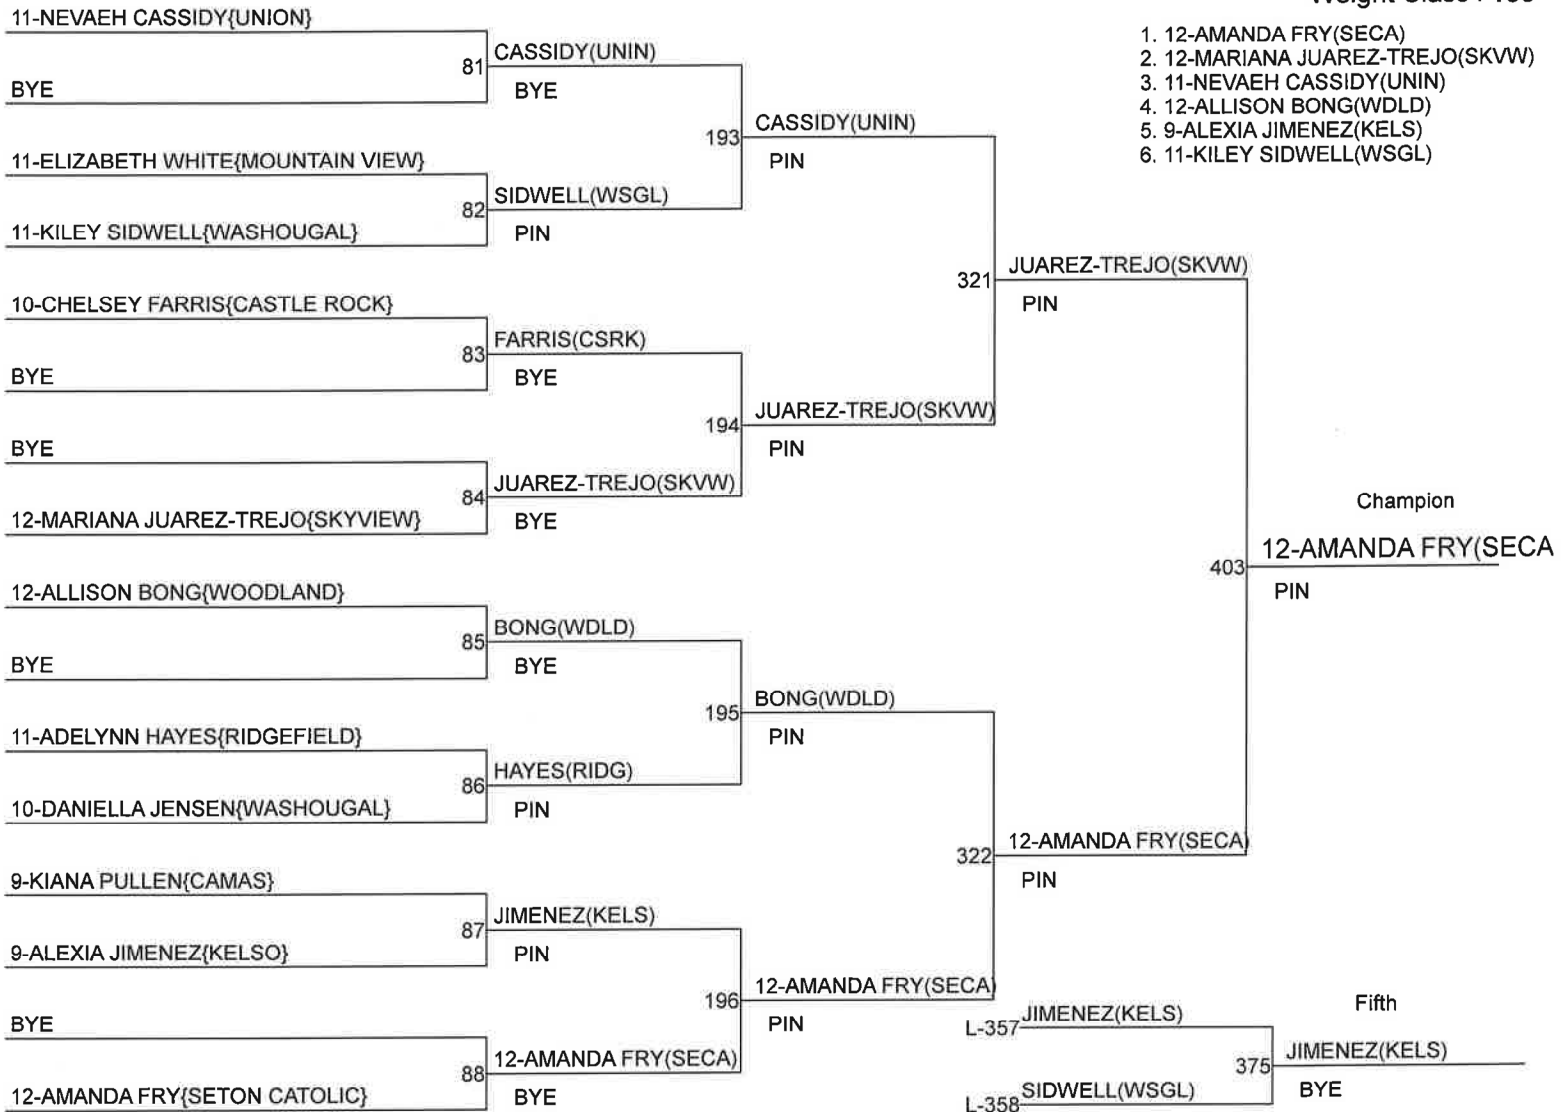 1. 12-AMANDA FRY(SECA)
2. 12-MARIANA JUAREZ-TREJO(SKVW)
3. 11-NEVAEH CASSIDY(UNIN)
4. 12-ALLISON BONG(WDLD)
5. 9-ALEXIA JIMENEZ(KELS)
6. 11-KILEY SIDWELL(WSGL)
11-NEVAEH CASSIDY{UNION}
BYE
11-ELIZABETH WHITE{MOUNTAIN VIEW}
11-KILEY SIDWELL{WASHOUGAL}
10-CHELSEY FARRIS{CASTLE ROCK}
BYE
BYE
12-MARIANA JUAREZ-TREJO{SKYVIEW}
12-ALLISON BONG{WOODLAND}
BYE
11-ADELYNN HAYES{RIDGEFIELD}
10-DANIELLA JENSEN{WASHOUGAL}
9-KIANA PULLEN{CAMAS}
9-ALEXIA JIMENEZ{KELSO}
BYE
12-AMANDA FRY{SETON CATOLIC}
81 CASSIDY(UNIN)
BYE
82 SIDWELL(WSGL)
PIN
83 FARRIS(CSRK)
BYE
84 JUAREZ-TREJO(SKVW)
BYE
85 BONG(WDLD)
BYE
86 HAYES(RIDG)
PIN
87 JIMENEZ(KELS)
PIN
88 12-AMANDA FRY(SECA)
BYE
193 CASSIDY(UNIN)
PIN
194 JUAREZ-TREJO(SKVW)
PIN
195 BONG(WDLD)
PIN
196 12-AMANDA FRY(SECA)
PIN
321 JUAREZ-TREJO(SKVW)
PIN
322 12-AMANDA FRY(SECA)
PIN
Champion
403 12-AMANDA FRY(SECA
PIN
Fifth
L-357 JIMENEZ(KELS)
L-358 SIDWELL(WSGL)
375 JIMENEZ(KELS)
BYE